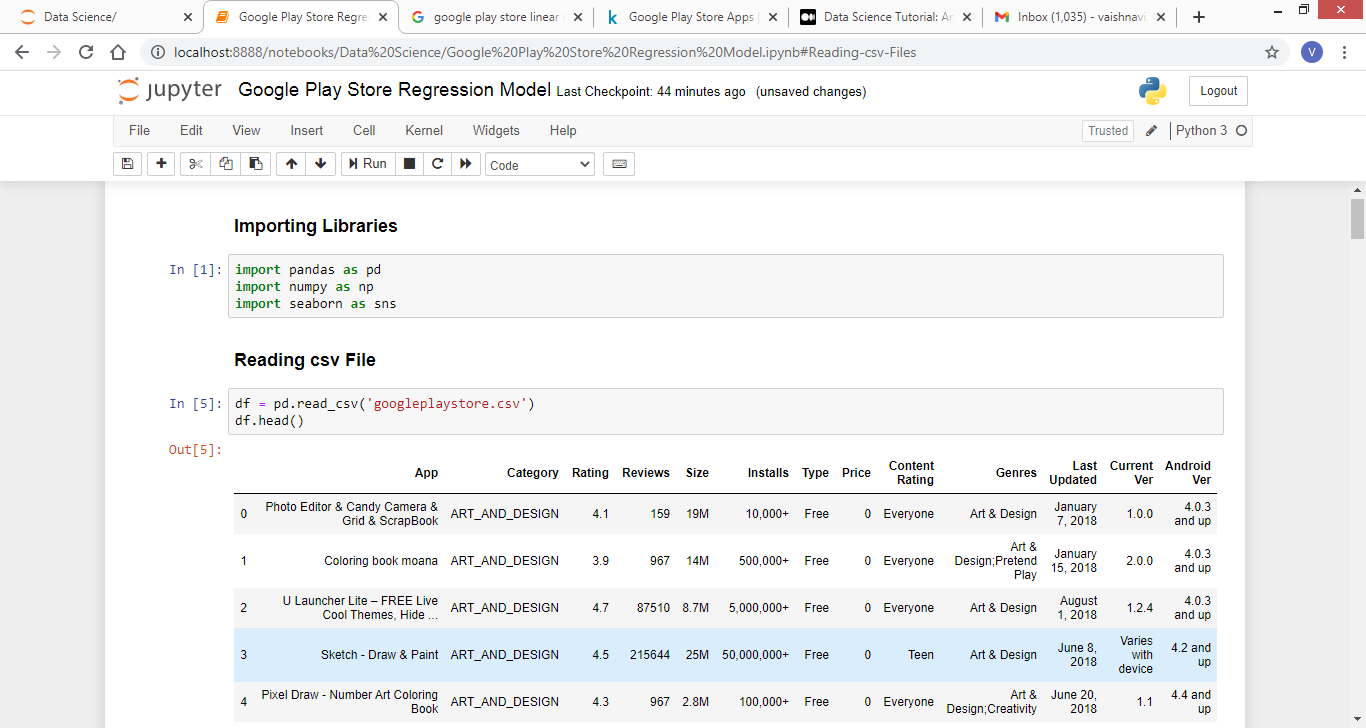 Data Science/
Google Play Store Regre
google play store linear
Google Play Store Apps
Data Science Tutorial: A
Inbox (1,035) - vaishnavi
localhost:8888/notebooks/Data%20Science/Google%20Play%20Store%20Regression%20Model.ipynb#Reading-csv-Files
V
jupyter Google Play Store Regression Model Last Checkpoint: 44 minutes ago (unsaved changes)
Logout
File Edit View Insert Cell Kernel Widgets Help
Trusted
Python 3
Run
Code
Importing Libraries
In [1]: import pandas as pd
import numpy as np
import seaborn as sns
Reading csv File
In [5]: df = pd.read_csv('googleplaystore.csv')
df.head()
Out[5]:
App Category Rating Reviews Size Installs Type Price Content Rating Genres Last Updated Current Ver Android Ver
0 Photo Editor & Candy Camera & Grid & ScrapBook ART_AND_DESIGN 4.1 159 19M 10,000+ Free 0 Everyone Art & Design January 7, 2018 1.0.0 4.0.3 and up
1 Coloring book moana ART_AND_DESIGN 3.9 967 14M 500,000+ Free 0 Everyone Art & Design;Pretend Play January 15, 2018 2.0.0 4.0.3 and up
2 U Launcher Lite – FREE Live Cool Themes, Hide ... ART_AND_DESIGN 4.7 87510 8.7M 5,000,000+ Free 0 Everyone Art & Design August 1, 2018 1.2.4 4.0.3 and up
3 Sketch - Draw & Paint ART_AND_DESIGN 4.5 215644 25M 50,000,000+ Free 0 Teen Art & Design June 8, 2018 Varies with device 4.2 and up
4 Pixel Draw - Number Art Coloring Book ART_AND_DESIGN 4.3 967 2.8M 100,000+ Free 0 Everyone Art & Design;Creativity June 20, 2018 1.1 4.4 and up